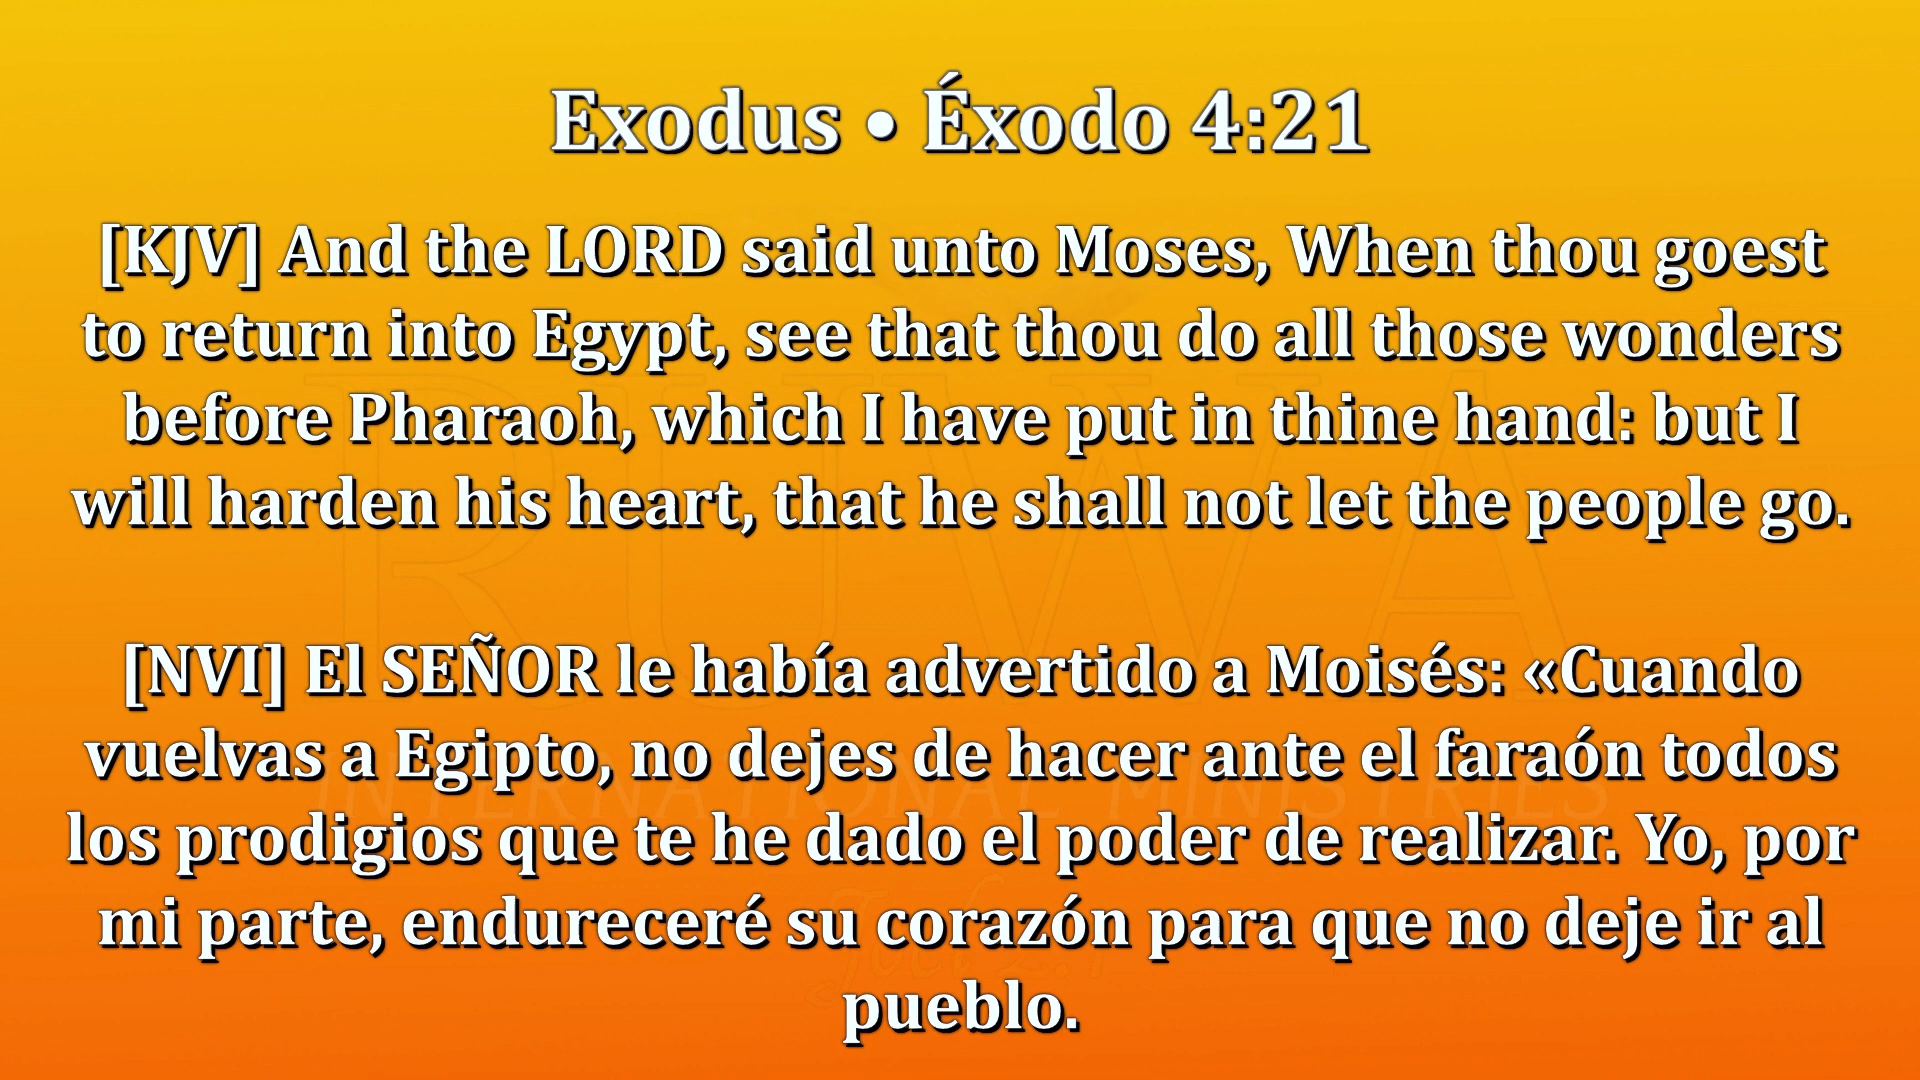 Exodus • Éxodo 4:21
[KJV] And the LORD said unto Moses, When thou goest
to return into Egypt, see that thou do all those wonders
before Pharaoh, which I have put in thine hand: but I
will harden his heart, that he shall not let the people go.
[NVI] El SEÑOR le había advertido a Moisés: «Cuando
vuelvas a Egipto, no dejes de hacer ante el faraón todos
los prodigios que te he dado el poder de realizar. Yo, por
mi parte, endureceré su corazón para que no deje ir al
pueblo.
RUWA
INTERNATIONAL MINISTRIES